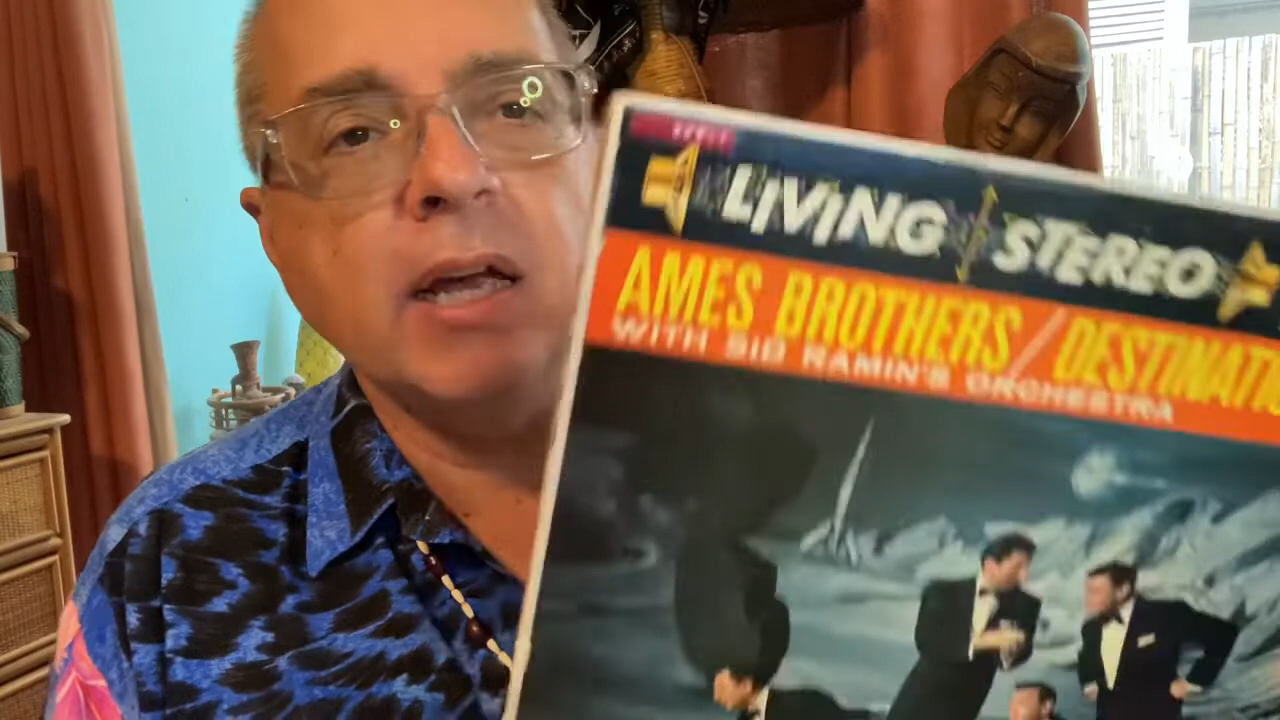 LIVING STEREO
AMES BROTHERS/DESTINATI
WITH SID RAMIN'S ORCHESTRA